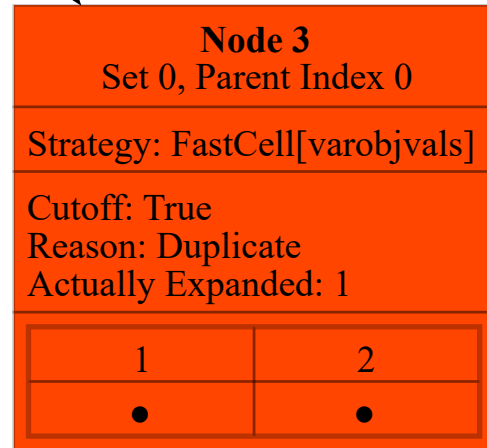 Node 3
Set 0, Parent Index 0
Strategy: FastCell[varobjvals]
Cutoff: True
Reason: Duplicate
Actually Expanded: 1
1 2
● ●